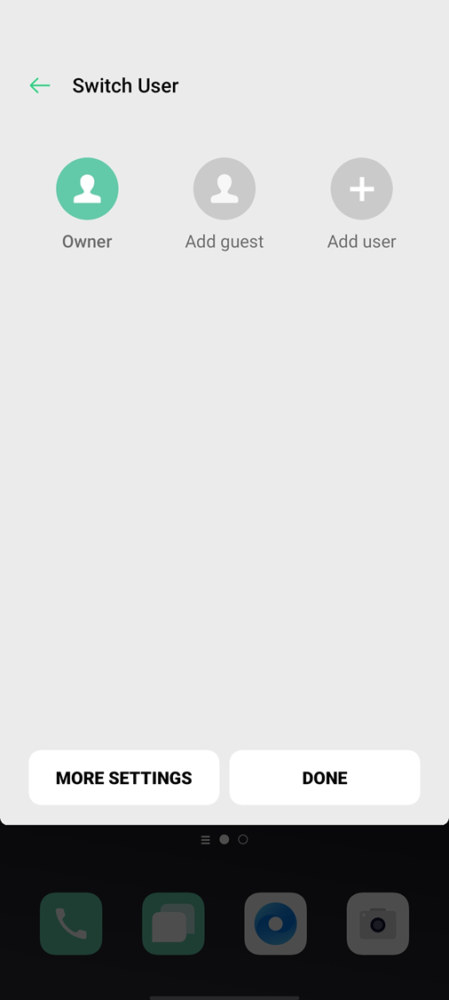 Switch User
Owner
Add guest
Add user
MORE SETTINGS
DONE